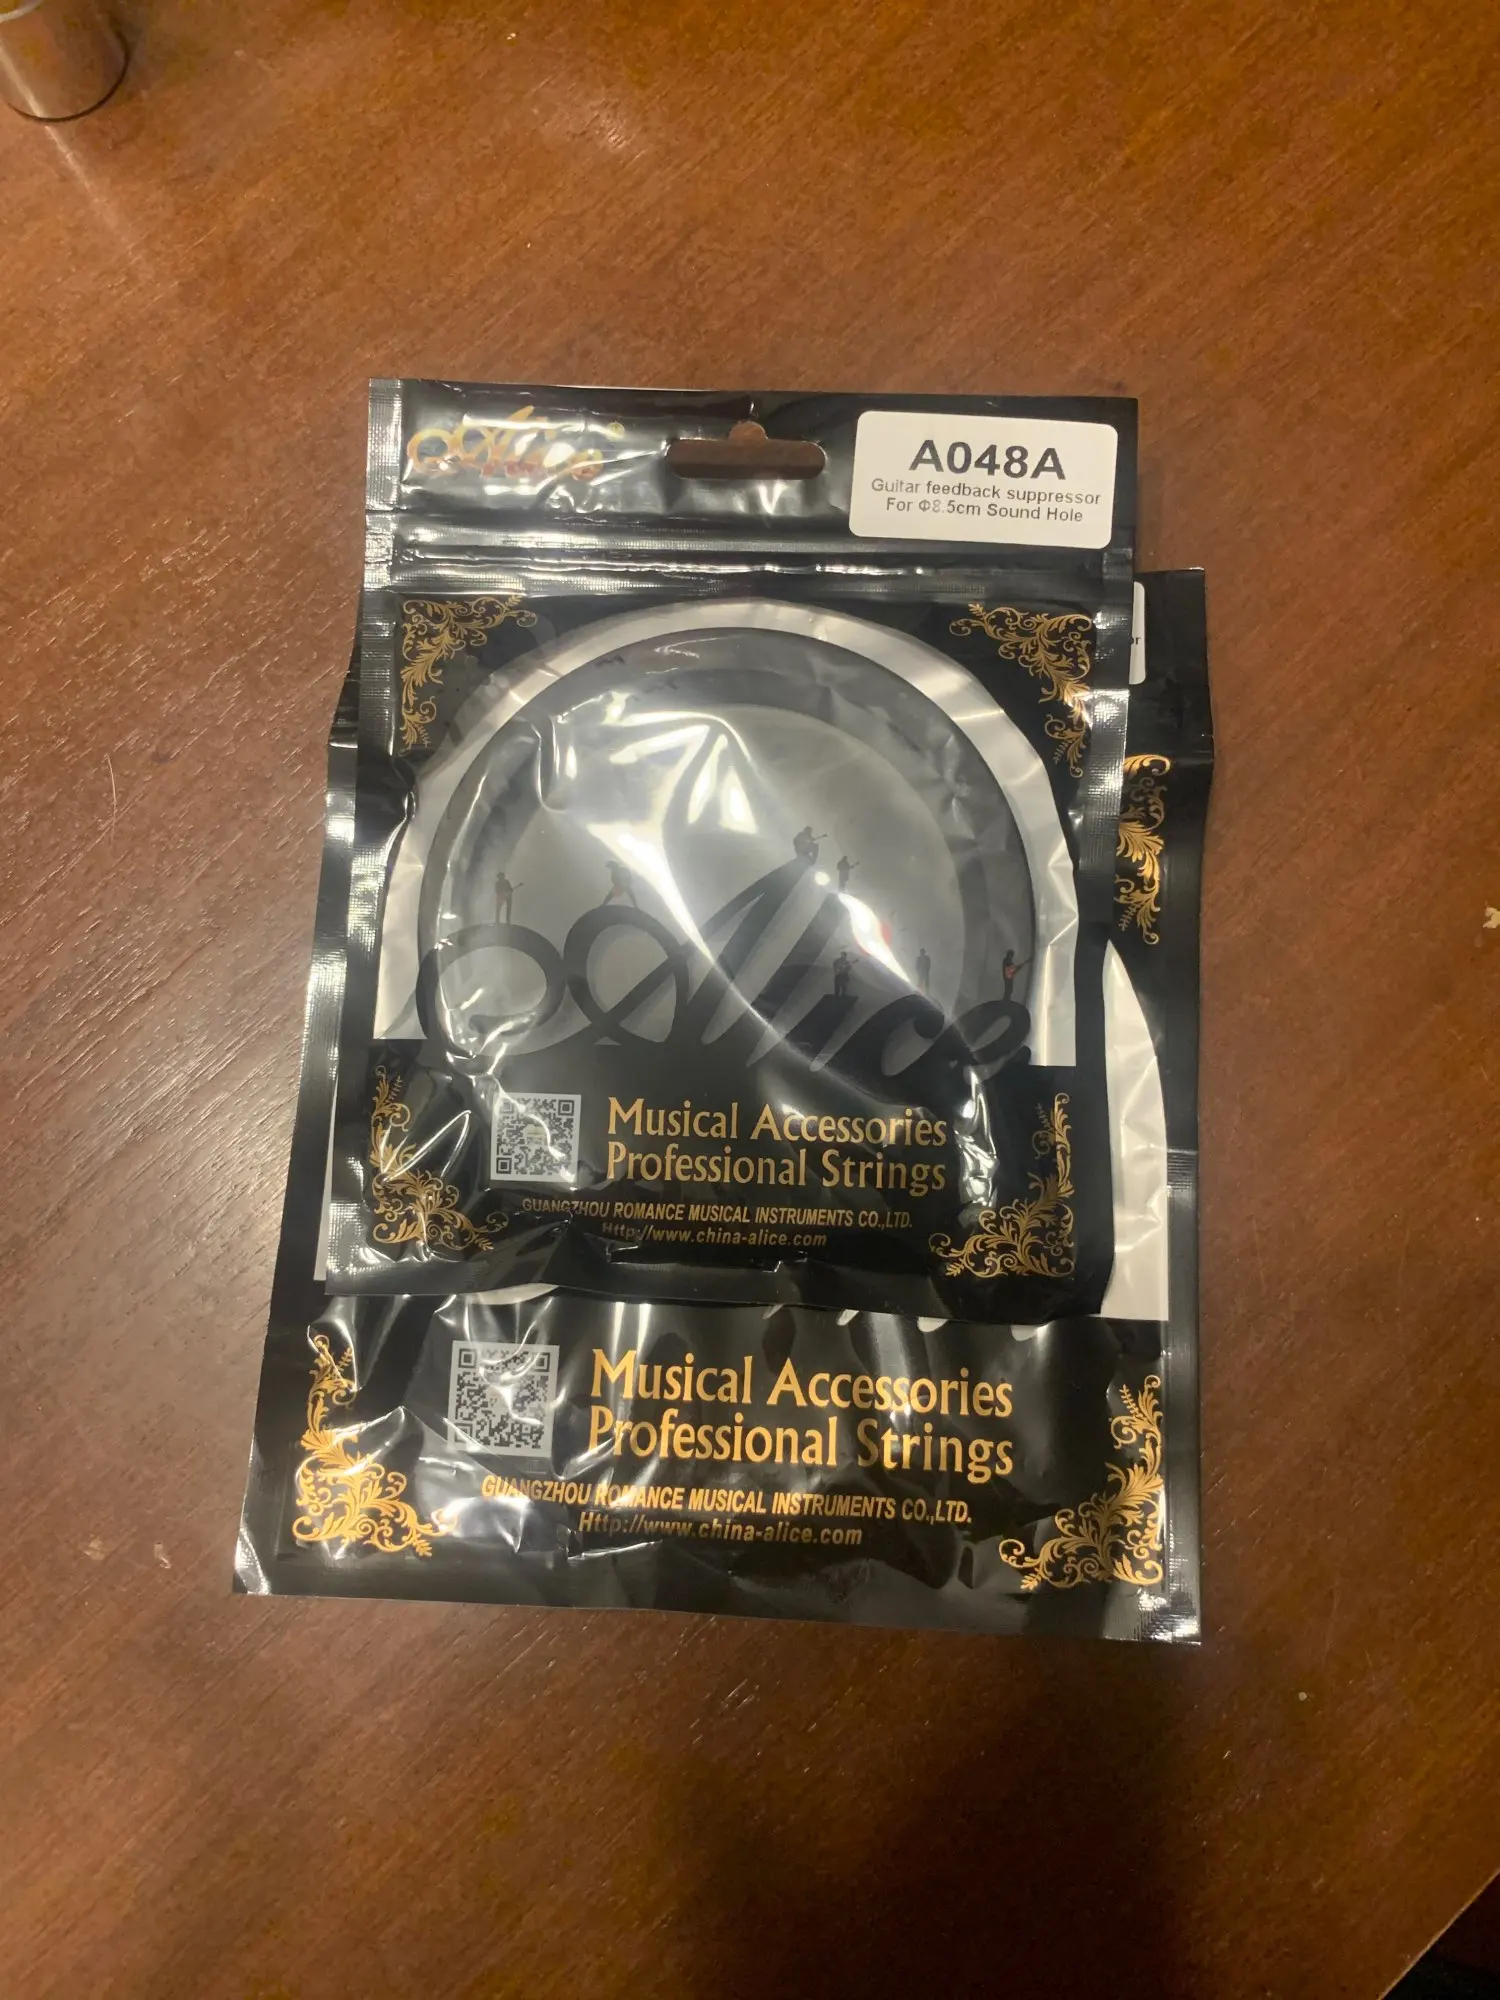 Alice®
A048A
Guitar feedback suppressor
For Φ8.5cm Sound Hole
or
Alice
Musical Accessories
Professional Strings
GUANGZHOU ROMANCE MUSICAL INSTRUMENTS CO.,LTD.
Http://www.china-alice.com
Musical Accessories
Professional Strings
GUANGZHOU ROMANCE MUSICAL INSTRUMENTS CO.,LTD.
Http://www.china-alice.com